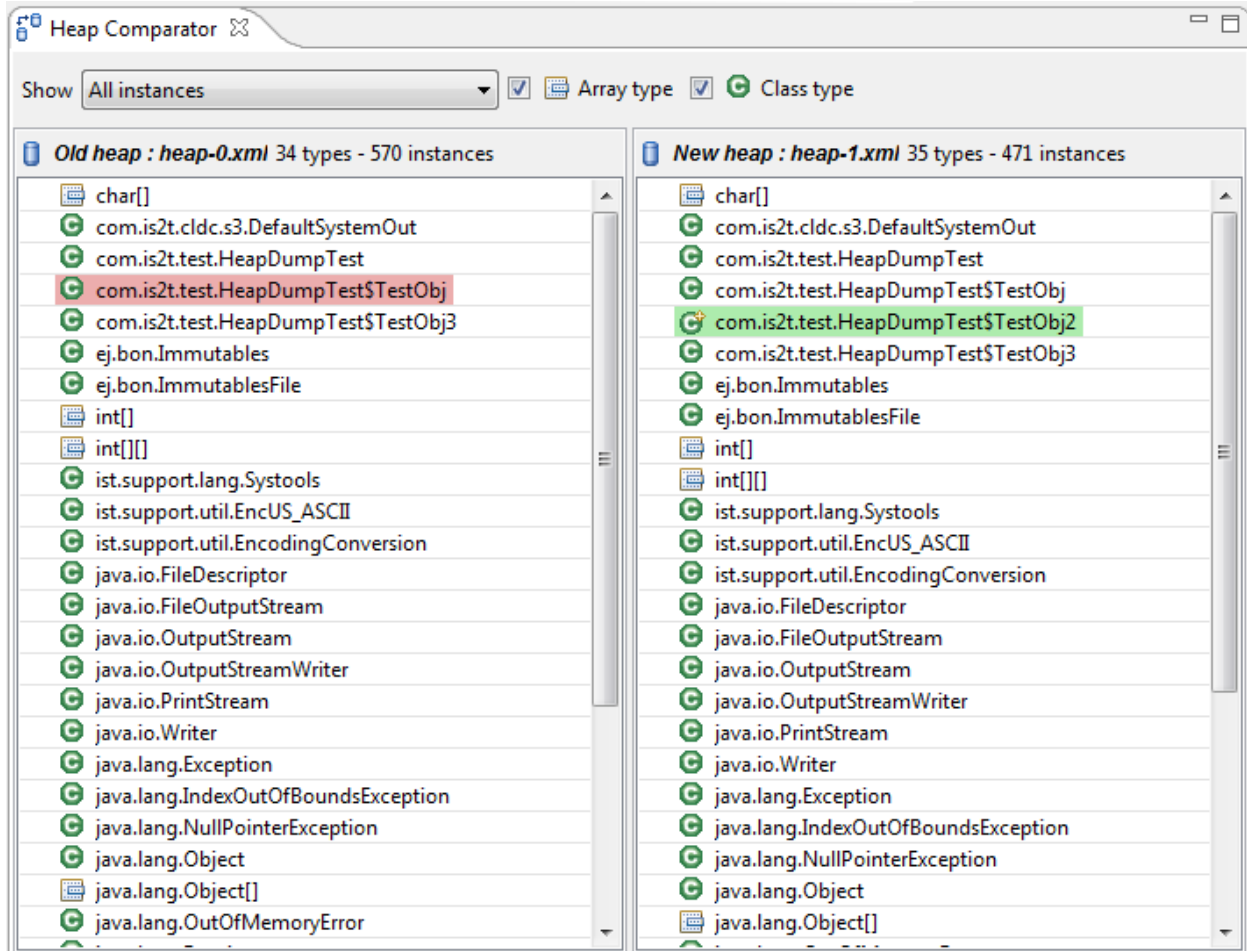 Heap Comparator
Show All instances Array type Class type
Old heap : heap-0.xml 34 types - 570 instances
char[]
com.is2t.cldc.s3.DefaultSystemOut
com.is2t.test.HeapDumpTest
com.is2t.test.HeapDumpTest$TestObj
com.is2t.test.HeapDumpTest$TestObj3
ej.bon.Immutables
ej.bon.ImmutablesFile
int[]
int[][]
ist.support.lang.Systools
ist.support.util.EncUS_ASCII
ist.support.util.EncodingConversion
java.io.FileDescriptor
java.io.FileOutputStream
java.io.OutputStream
java.io.OutputStreamWriter
java.io.PrintStream
java.io.Writer
java.lang.Exception
java.lang.IndexOutOfBoundsException
java.lang.NullPointerException
java.lang.Object
java.lang.Object[]
java.lang.OutOfMemoryError
New heap : heap-1.xml 35 types - 471 instances
char[]
com.is2t.cldc.s3.DefaultSystemOut
com.is2t.test.HeapDumpTest
com.is2t.test.HeapDumpTest$TestObj
com.is2t.test.HeapDumpTest$TestObj2
com.is2t.test.HeapDumpTest$TestObj3
ej.bon.Immutables
ej.bon.ImmutablesFile
int[]
int[][]
ist.support.lang.Systools
ist.support.util.EncUS_ASCII
ist.support.util.EncodingConversion
java.io.FileDescriptor
java.io.FileOutputStream
java.io.OutputStream
java.io.OutputStreamWriter
java.io.PrintStream
java.io.Writer
java.lang.Exception
java.lang.IndexOutOfBoundsException
java.lang.NullPointerException
java.lang.Object
java.lang.Object[]